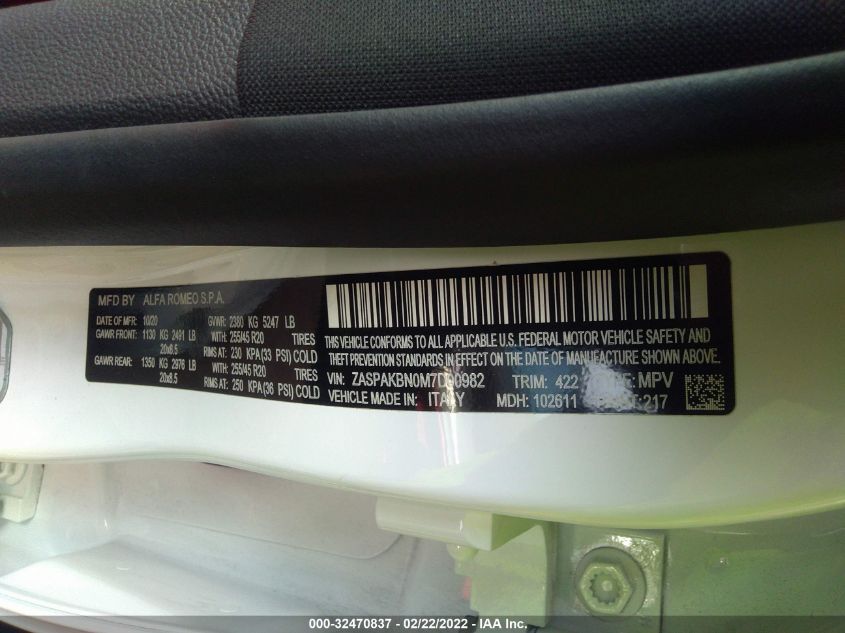 MFD BY ALFA ROMEO S.P.A.
DATE OF MFR: 10/20 GVWR: 2380 KG 5247 LB
GAWR FRONT: 1130 KG 2491 LB WITH: 255/45 R20 TIRES
20x8.5 RIMS AT: 230 KPA (33 PSI) COLD
GAWR REAR: 1350 KG 2976 LB WITH: 255/45 R20 TIRES
20x8.5 RIMS AT: 250 KPA (36 PSI) COLD
THIS VEHICLE CONFORMS TO ALL APPLICABLE U.S. FEDERAL MOTOR VEHICLE SAFETY AND
THEFT PREVENTION STANDARDS IN EFFECT ON THE DATE OF MANUFACTURE SHOWN ABOVE.
VIN: TRIM: 422 MPV
VEHICLE MADE IN: ITALY MDH: 102611 217
000-32470837 / 02/22/2022 / IAA Inc.